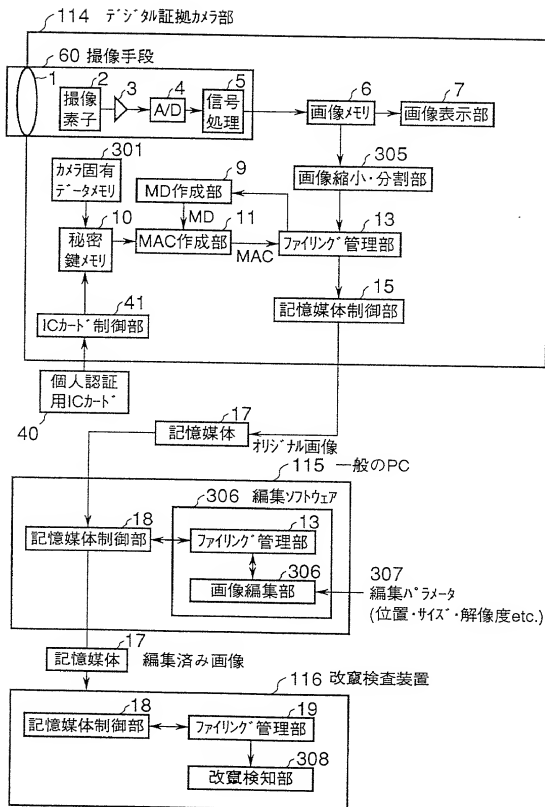 114 デジタル証拠カメラ部
60 撮像手段
1
2
3
4
5
撮像
素子
A/D
信号
処理
6
7
画像メモリ
画像表示部
301
305
カメラ固有
データメモリ
9
画像縮小・分割部
MD作成部
10
MD
11
13
秘密
鍵メモリ
MAC作成部
MAC
ファイリング管理部
41
15
ICカード制御部
記憶媒体制御部
個人認証
用ICカード
40
17
記憶媒体
オリジナル画像
115 一般のPC
306 編集ソフトウェア
18
13
記憶媒体制御部
ファイリング管理部
306
画像編集部
307
編集パラメータ
(位置・サイズ・解像度etc.)
17
記憶媒体
編集済み画像
116 改竄検査装置
18
19
記憶媒体制御部
ファイリング管理部
308
改竄検知部